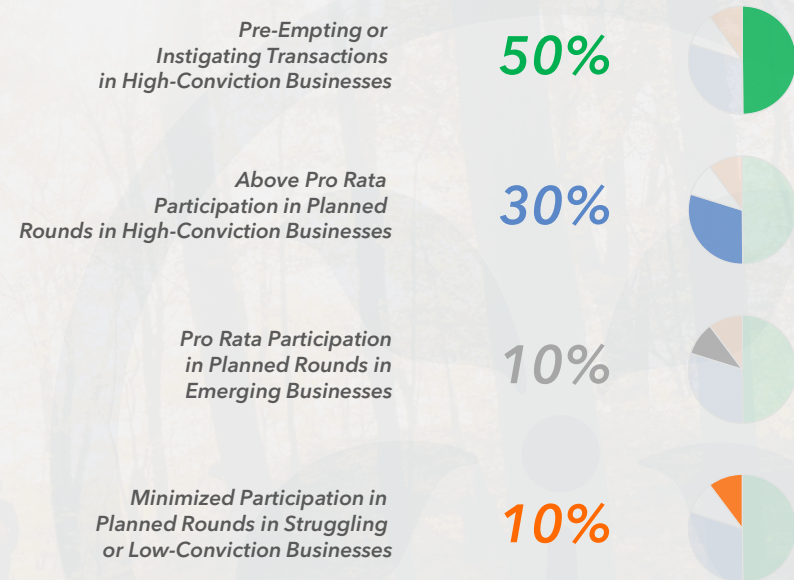 Pre-Empting or
Instigating Transactions
in High-Conviction Businesses
50%
Above Pro Rata
Participation in Planned
Rounds in High-Conviction Businesses
30%
Pro Rata Participation
in Planned Rounds in
Emerging Businesses
10%
Minimized Participation in
Planned Rounds in Struggling
or Low-Conviction Businesses
10%